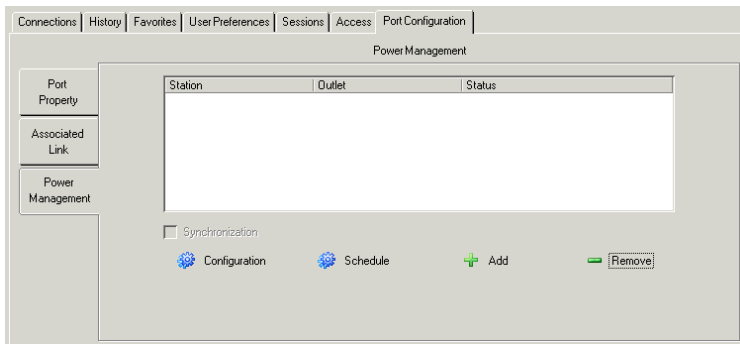 Connections History Favorites User Preferences Sessions Access Port Configuration
Power Management
Port
Property
Associated
Link
Power
Management
Station Outlet Status
Synchronization
Configuration Schedule Add Remove